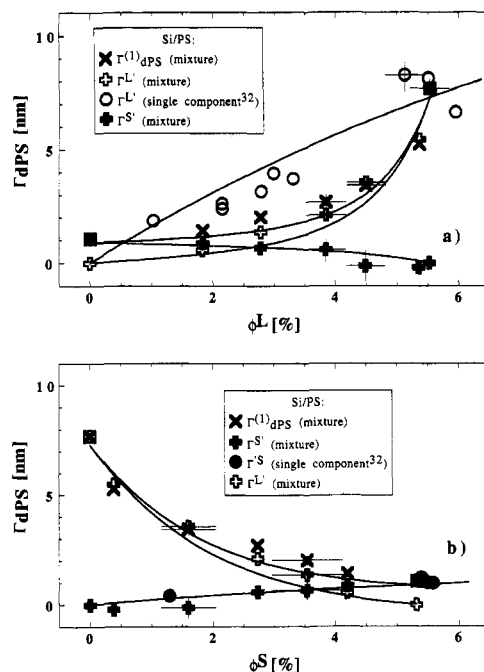 Si/PS:
Γ(1)dPS (mixture)
ΓL' (mixture)
ΓL' (single component32)
ΓS' (mixture)
10
5
0
ΓdPS [nm]
a)
0 2 4 6
ϕL [%]
Si/PS:
Γ(1)dPS (mixture)
ΓS' (mixture)
Γ'S (single component32)
ΓL' (mixture)
10
5
0
ΓdPS [nm]
b)
0 2 4 6
ϕS [%]